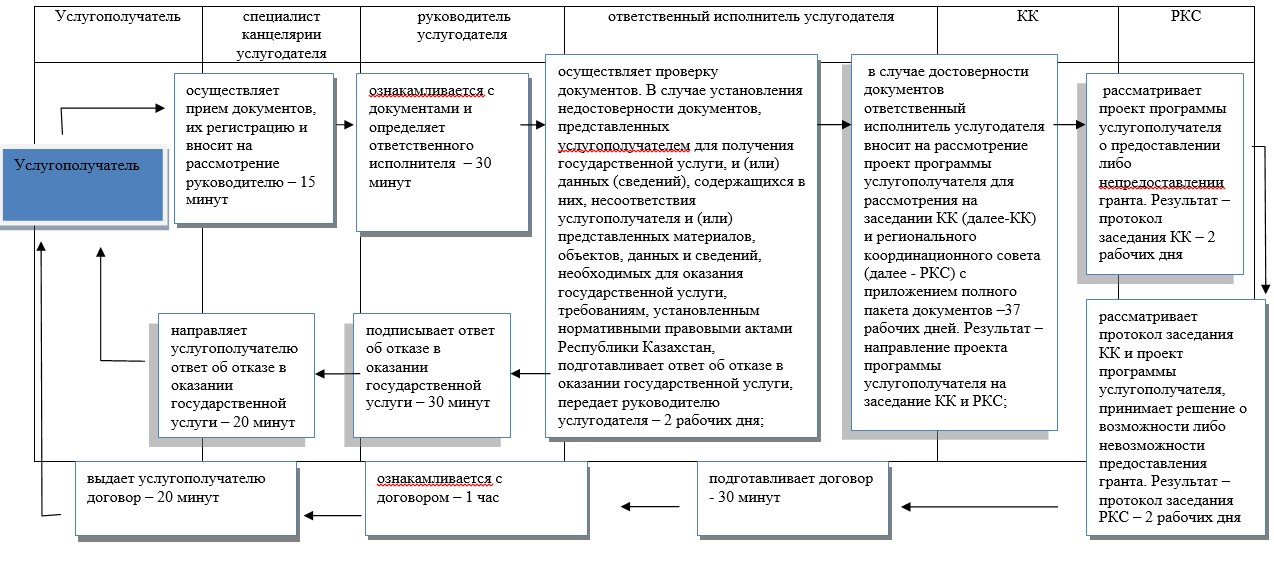 Услугополучатель
специалист
канцелярии
услугодателя
руководитель
услугодателя
ответственный исполнитель услугодателя
КК
РКС
Услугополучатель
осуществляет
прием документов,
их регистрацию и
вносит на
рассмотрение
руководителю – 15
минут
ознакамливается с
документами и
определяет
ответственного
исполнителя – 30
минут
осуществляет проверку
документов. В случае установления
недостоверности документов,
представленных
услугополучателем для получения
государственной услуги, и (или)
данных (сведений), содержащихся в
них, несоответствия
услугополучателя и (или)
представленных материалов,
объектов, данных и сведений,
необходимых для оказания
государственной услуги,
требованиям, установленным
нормативными правовыми актами
Республики Казахстан,
подготавливает ответ об отказе в
оказании государственной услуги,
передает руководителю
услугодателя – 2 рабочих дня;
в случае достоверности
документов
ответственный
исполнитель услугодателя
вносит на рассмотрение
проект программы
услугополучателя для
рассмотрения на
заседании КК (далее-КК)
и регионального
координационного совета
(далее - РКС) с
приложением полного
пакета документов –37
рабочих дней. Результат –
направление проекта
программы
услугополучателя на
заседание КК и РКС;
рассматривает
проект программы
услугополучателя
о предоставлении
либо
непредоставлении
гранта. Результат –
протокол
заседания КК – 2
рабочих дня
направляет
услугополучателю
ответ об отказе в
оказании
государственной
услуги – 20 минут
подписывает ответ
об отказе в
оказании
государственной
услуги – 30 минут
рассматривает
протокол заседания
КК и проект
программы
услугополучателя,
принимает решение о
возможности либо
невозможности
предоставления
гранта. Результат –
протокол заседания
РКС – 2 рабочих дня
выдает услугополучателю
договор – 20 минут
ознакамливается с
договором – 1 час
подготавливает договор
- 30 минут